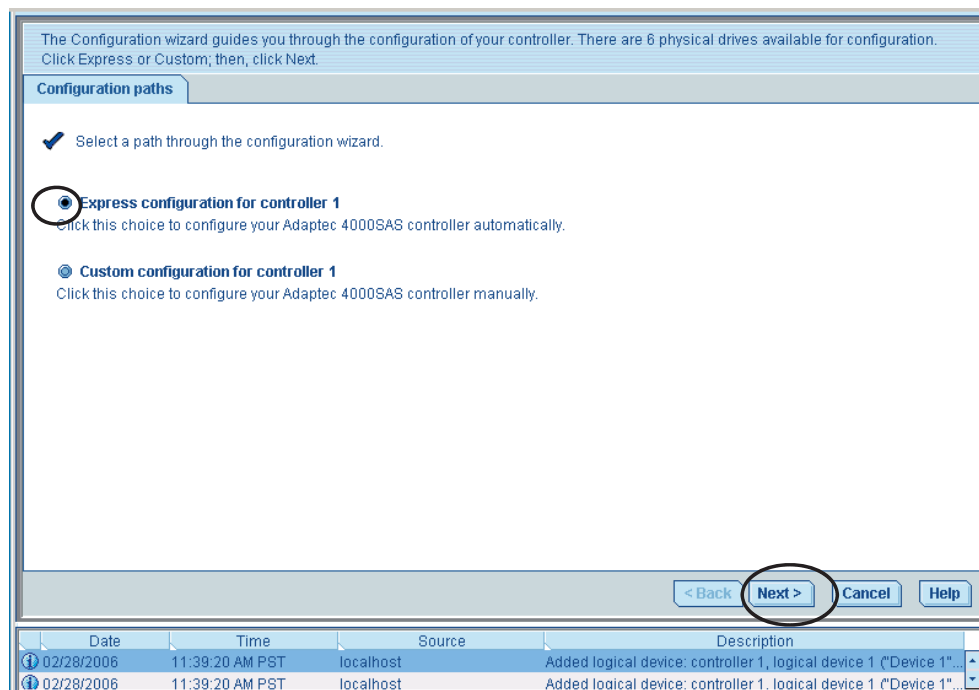 The Configuration wizard guides you through the configuration of your controller. There are 6 physical drives available for configuration.
Click Express or Custom; then, click Next.
Configuration paths
Select a path through the configuration wizard.
Express configuration for controller 1
Click this choice to configure your Adaptec 4000SAS controller automatically.
Custom configuration for controller 1
Click this choice to configure your Adaptec 4000SAS controller manually.
< Back Next > Cancel Help
Date Time Source Description
02/28/2006 11:39:20 AM PST localhost Added logical device: controller 1, logical device 1 ("Device 1"...
02/28/2006 11:39:20 AM PST localhost Added logical device: controller 1, logical device 1 ("Device 1"...